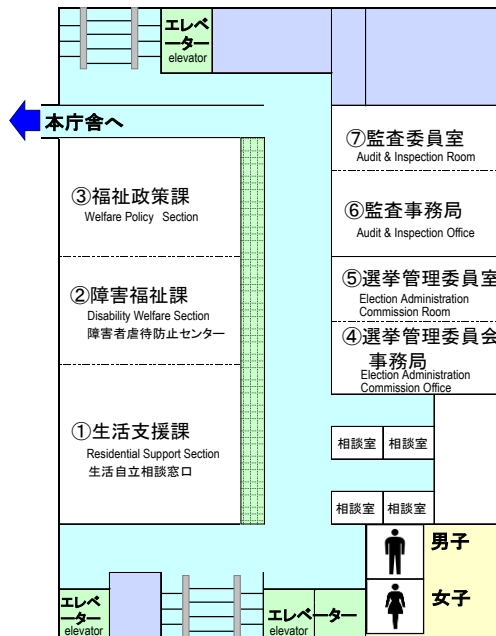 エレベ
ーター
elevator
本庁舎へ
⑦監査委員室
Audit & Inspection Room
③福祉政策課
Welfare Policy Section
⑥監査事務局
Audit & Inspection Office
⑤選挙管理委員室
Election Administration
Commission Room
②障害福祉課
Disability Welfare Section
障害者虐待防止センター
④選挙管理委員会
事務局
Election Administration
Commission Office
①生活支援課
Residential Support Section
生活自立相談窓口
相談室 相談室
相談室 相談室
男子
女子
エレベ
ーター
elevator
エレベーター
elevator